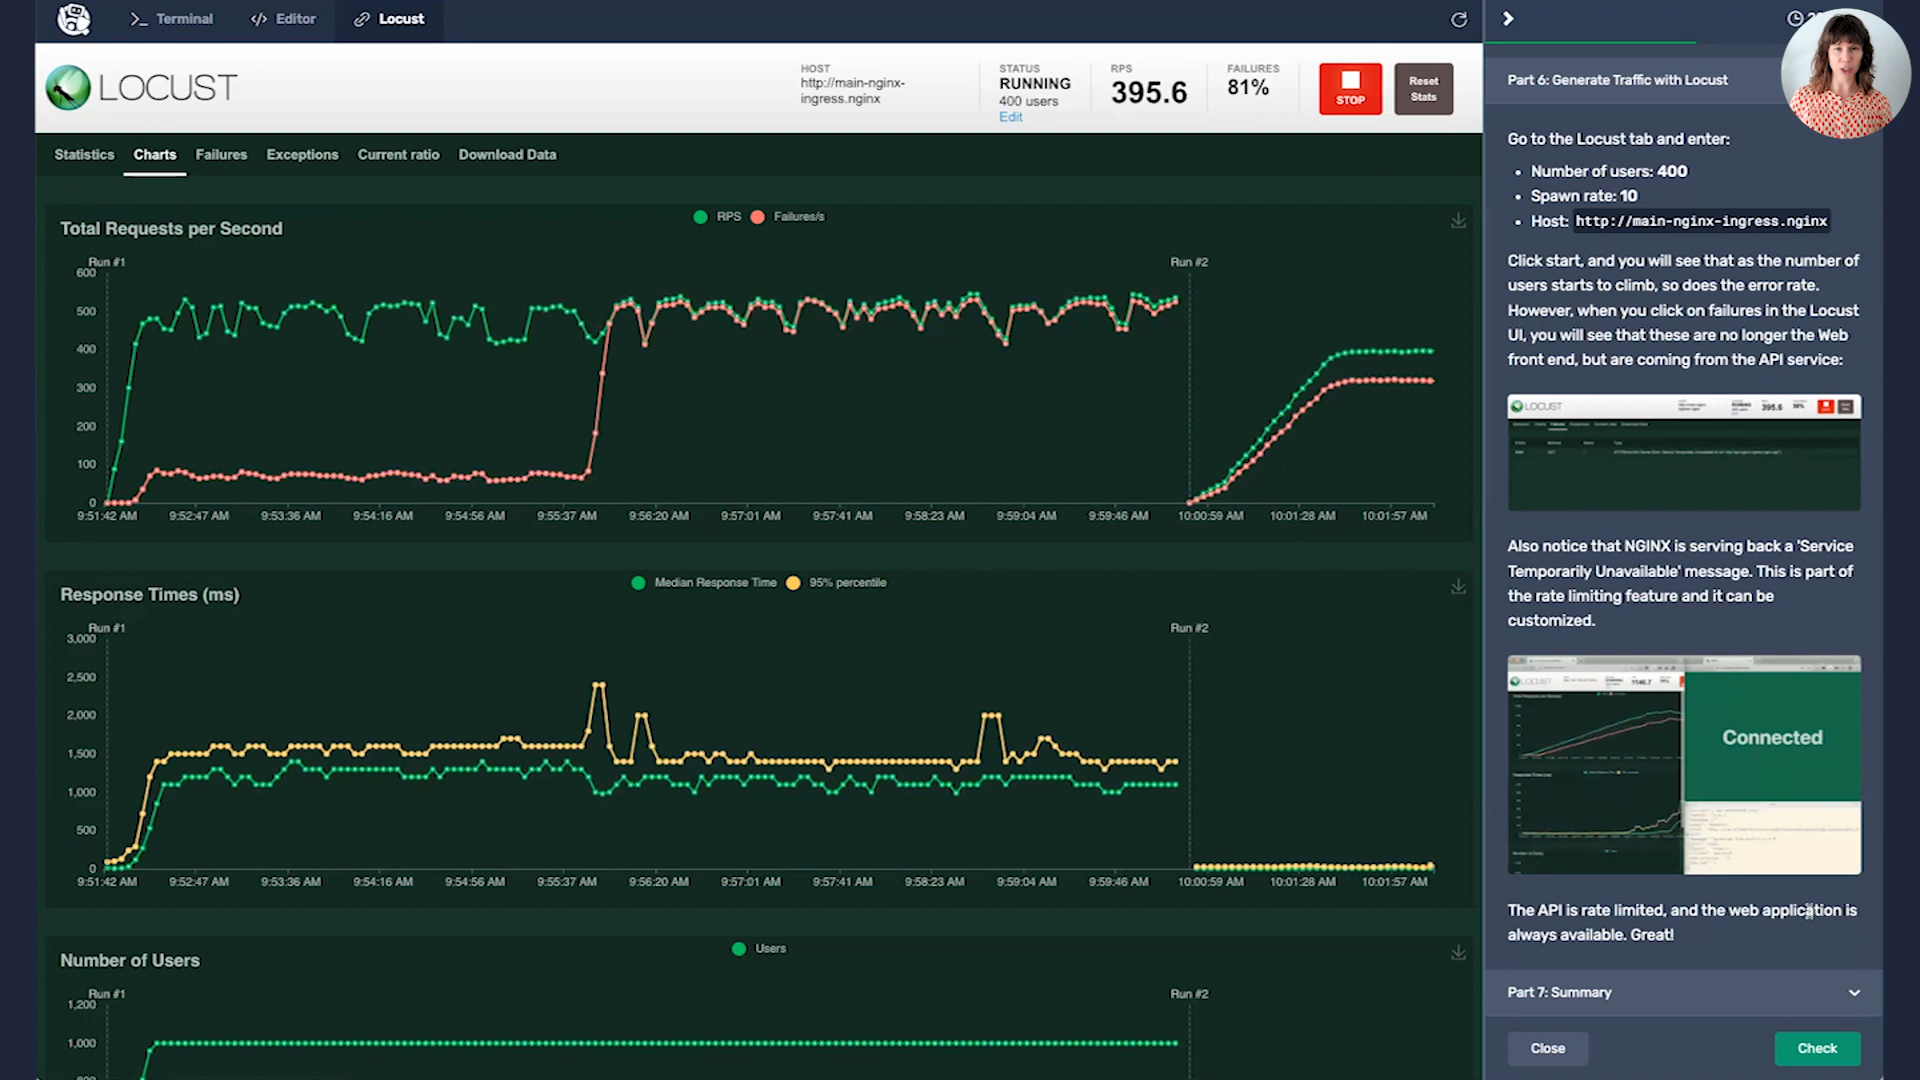 Terminal
Editor
Locust
LOCUST
HOST
http://main-nginx-
ingress.nginx
STATUS
RUNNING
400 users
Edit
RPS
395.6
FAILURES
81%
STOP
Reset
Stats
Statistics
Charts
Failures
Exceptions
Current ratio
Download Data
Total Requests per Second
RPS
Failures/s
Run #1
Run #2
600
500
400
300
200
100
0
9:51:42 AM
9:52:47 AM
9:53:36 AM
9:54:16 AM
9:54:56 AM
9:55:37 AM
9:56:20 AM
9:57:01 AM
9:57:41 AM
9:58:23 AM
9:59:04 AM
9:59:46 AM
10:00:59 AM
10:01:28 AM
10:01:57 AM
Response Times (ms)
Median Response Time
95% percentile
Run #1
Run #2
3,000
2,500
2,000
1,500
1,000
500
0
9:51:42 AM
9:52:47 AM
9:53:36 AM
9:54:16 AM
9:54:56 AM
9:55:37 AM
9:56:20 AM
9:57:01 AM
9:57:41 AM
9:58:23 AM
9:59:04 AM
9:59:46 AM
10:00:59 AM
10:01:28 AM
10:01:57 AM
Number of Users
Users
Run #1
Run #2
1,200
1,000
Part 6: Generate Traffic with Locust
Go to the Locust tab and enter:
• Number of users: 400
• Spawn rate: 10
• Host: http://main-nginx-ingress.nginx
Click start, and you will see that as the number of
users starts to climb, so does the error rate.
However, when you click on failures in the Locust
UI, you will see that these are no longer the Web
front end, but are coming from the API service:
LOCUST
395.6
Also notice that NGINX is serving back a 'Service
Temporarily Unavailable' message. This is part of
the rate limiting feature and it can be
customized.
LOCUST
Connected
The API is rate limited, and the web application is
always available. Great!
Part 7: Summary
Close
Check